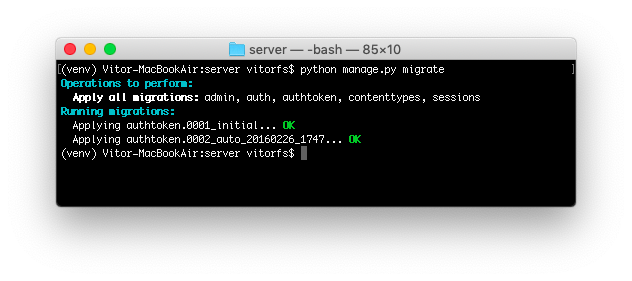 server — -bash — 85×10
[(venv) Vitor-MacBookAir:server vitorfs$ python manage.py migrate ]
Operations to perform:
  Apply all migrations: admin, auth, authtoken, contenttypes, sessions
Running migrations:
  Applying authtoken.0001_initial... OK
  Applying authtoken.0002_auto_20160226_1747... OK
(venv) Vitor-MacBookAir:server vitorfs$